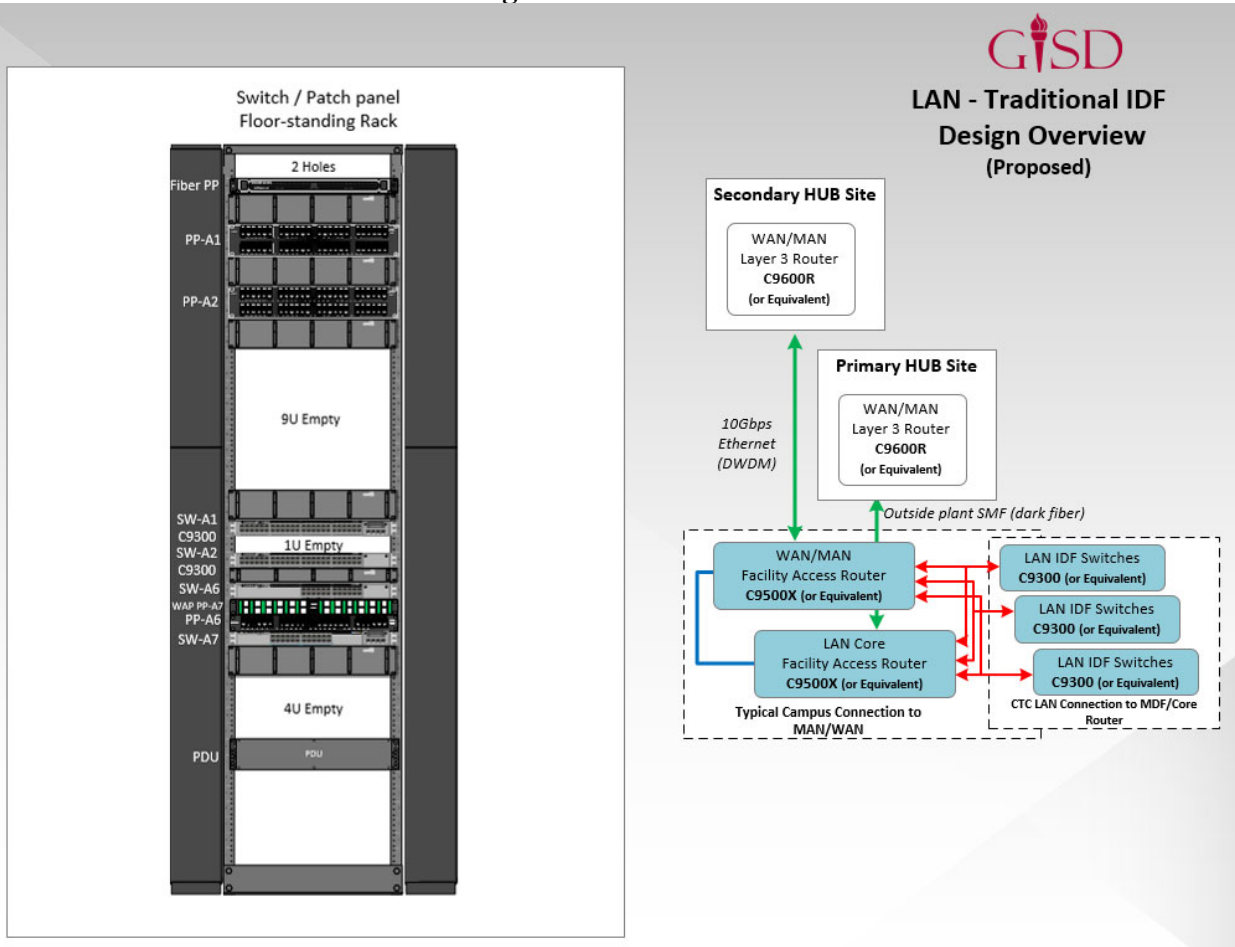 GISD
LAN - Traditional IDF
Design Overview
(Proposed)
Switch / Patch panel
Floor-standing Rack
2 Holes
Fiber PP
PP-A1
PP-A2
9U Empty
SW-A1
C9300
1U Empty
SW-A2
C9300
SW-A6
WAP PP-A7
PP-A6
SW-A7
4U Empty
PDU
PDU
Secondary HUB Site
WAN/MAN
Layer 3 Router
C9600R
(or Equivalent)
Primary HUB Site
WAN/MAN
Layer 3 Router
C9600R
(or Equivalent)
10Gbps
Ethernet
(DWDM)
Outside plant SMF (dark fiber)
WAN/MAN
Facility Access Router
C9500X (or Equivalent)
LAN Core
Facility Access Router
C9500X (or Equivalent)
Typical Campus Connection to
MAN/WAN
LAN IDF Switches
C9300 (or Equivalent)
LAN IDF Switches
C9300 (or Equivalent)
LAN IDF Switches
C9300 (or Equivalent)
CTC LAN Connection to MDF/Core
Router